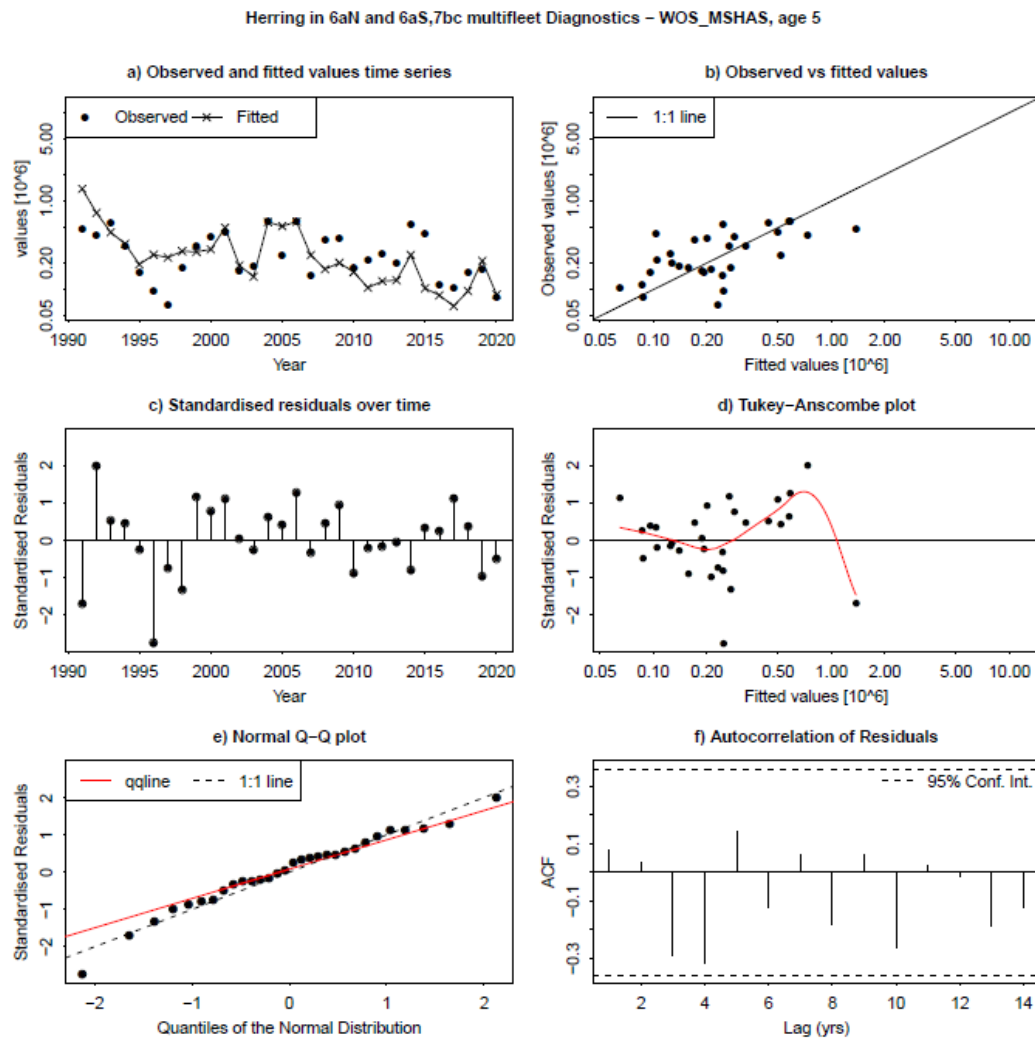 Herring in 6aN and 6aS,7bc multifleet Diagnostics − WOS_MSHAS, age 5
a) Observed and fitted values time series
Observed
Fitted
values [10^6]
0.05 0.20 1.00 5.00
1990 1995 2000 2005 2010 2015 2020
Year
b) Observed vs fitted values
1:1 line
Observed values [10^6]
0.05 0.20 1.00 5.00
0.05 0.10 0.20 0.50 1.00 2.00 5.00 10.00
Fitted values [10^6]
c) Standardised residuals over time
Standardised Residuals
−2 −1 0 1 2
1990 1995 2000 2005 2010 2015 2020
Year
d) Tukey−Anscombe plot
Standardised Residuals
−2 −1 0 1 2
0.05 0.10 0.20 0.50 1.00 2.00 5.00 10.00
Fitted values [10^6]
e) Normal Q−Q plot
qqline
1:1 line
Standardised Residuals
−2 −1 0 1 2
−2 −1 0 1 2
Quantiles of the Normal Distribution
f) Autocorrelation of Residuals
95% Conf. Int.
ACF
−0.3 −0.1 0.1 0.3
2 4 6 8 10 12 14
Lag (yrs)